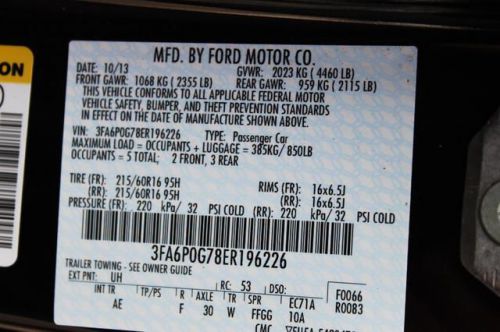 ON
MFD. BY FORD MOTOR CO.
DATE: 10/13 GVWR: 2023 KG ( 4460 LB)
FRONT GAWR: 1068 KG ( 2355 LB) REAR GAWR: 959 KG ( 2115 LB)
THIS VEHICLE CONFORMS TO ALL APPLICABLE FEDERAL MOTOR
VEHICLE SAFETY, BUMPER, AND THEFT PREVENTION STANDARDS
IN EFFECT ON THE DATE OF MANUFACTURE SHOWN ABOVE.
VIN: 3FA6P0G78ER196226 TYPE: Passenger Car
MAXIMUM LOAD = OCCUPANTS + LUGGAGE = 385KG/ 850LB
OCCUPANTS = 5 TOTAL; 2 FRONT, 3 REAR
TIRE (FR): 215/60R16 95H RIMS (FR): 16x6.5J
(RR): 215/60R16 95H (RR): 16x6.5J
PRESSURE (FR): 220 kPa/ 32 PSI COLD (RR): 220 kPa/ 32 PSI COLD
3FA6P0G78ER196226
TRAILER TOWING - SEE OWNER GUIDE
EXT PNT: UH RC: 53 DSO: F0066
INT TR TP/PS R AXLE TR SPR EC71A R0083
AE F 30 W FFGG 10A